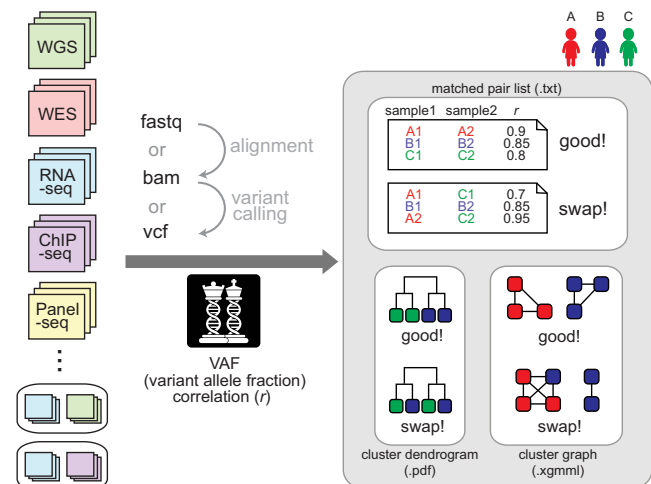 WGS
WES
RNA
-seq
ChIP
-seq
Panel
-seq
fastq
or
bam
or
vcf
alignment
variant
calling
VAF
(variant allele fraction)
correlation (r)
A B C
matched pair list (.txt)
sample1 sample2 r
A1 A2 0.9
B1 B2 0.85
C1 C2 0.8
good!
A1 C1 0.7
B1 B2 0.85
A2 C2 0.95
swap!
good!
swap!
cluster dendrogram
(.pdf)
good!
swap!
cluster graph
(.xgmml)